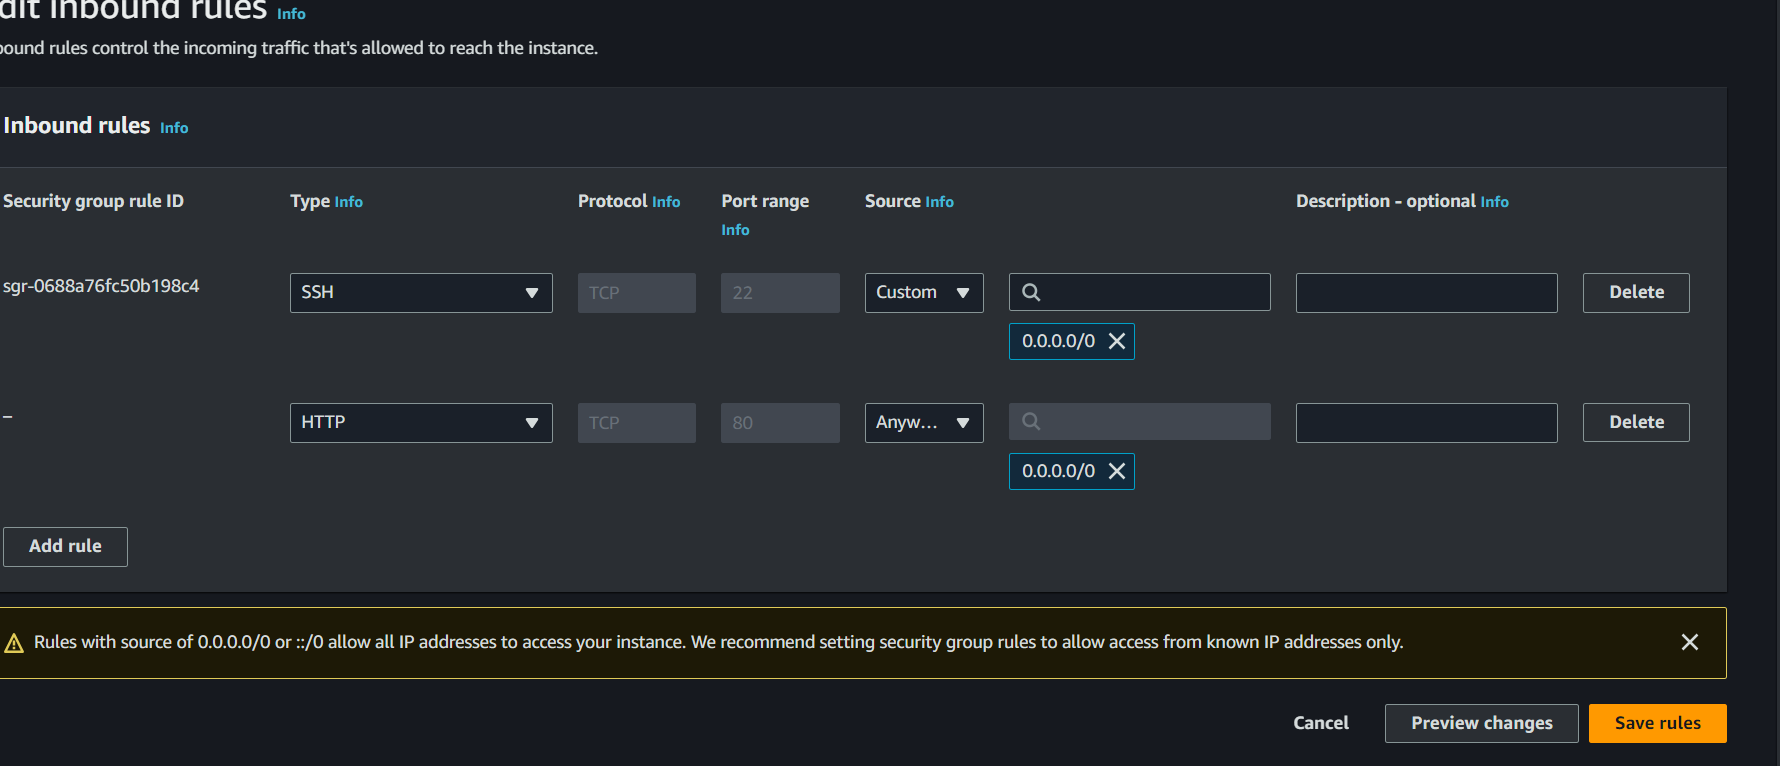 dit inbound rules Info
bound rules control the incoming traffic that's allowed to reach the instance.
Inbound rules Info
Security group rule ID
Type Info
Protocol Info
Port range
Info
Source Info
Description - optional Info
sgr-0688a76fc50b198c4
SSH
TCP
22
Custom
0.0.0.0/0
Delete
–
HTTP
TCP
80
Anyw...
0.0.0.0/0
Delete
Add rule
Rules with source of 0.0.0.0/0 or ::/0 allow all IP addresses to access your instance. We recommend setting security group rules to allow access from known IP addresses only.
Cancel
Preview changes
Save rules